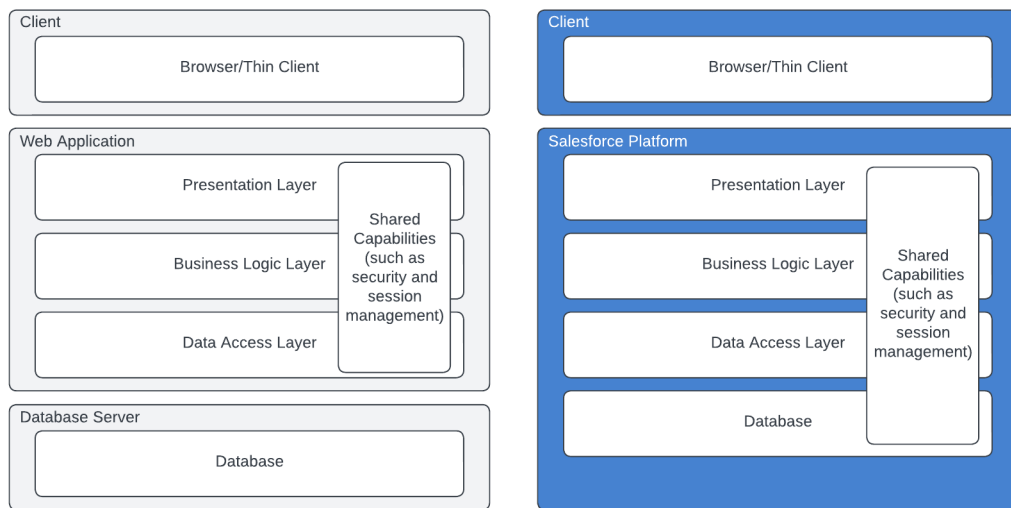 Client
Browser/Thin Client
Web Application
Presentation Layer
Business Logic Layer
Data Access Layer
Shared
Capabilities
(such as
security and
session
management)
Database Server
Database
Client
Browser/Thin Client
Salesforce Platform
Presentation Layer
Business Logic Layer
Data Access Layer
Database
Shared
Capabilities
(such as
security and
session
management)